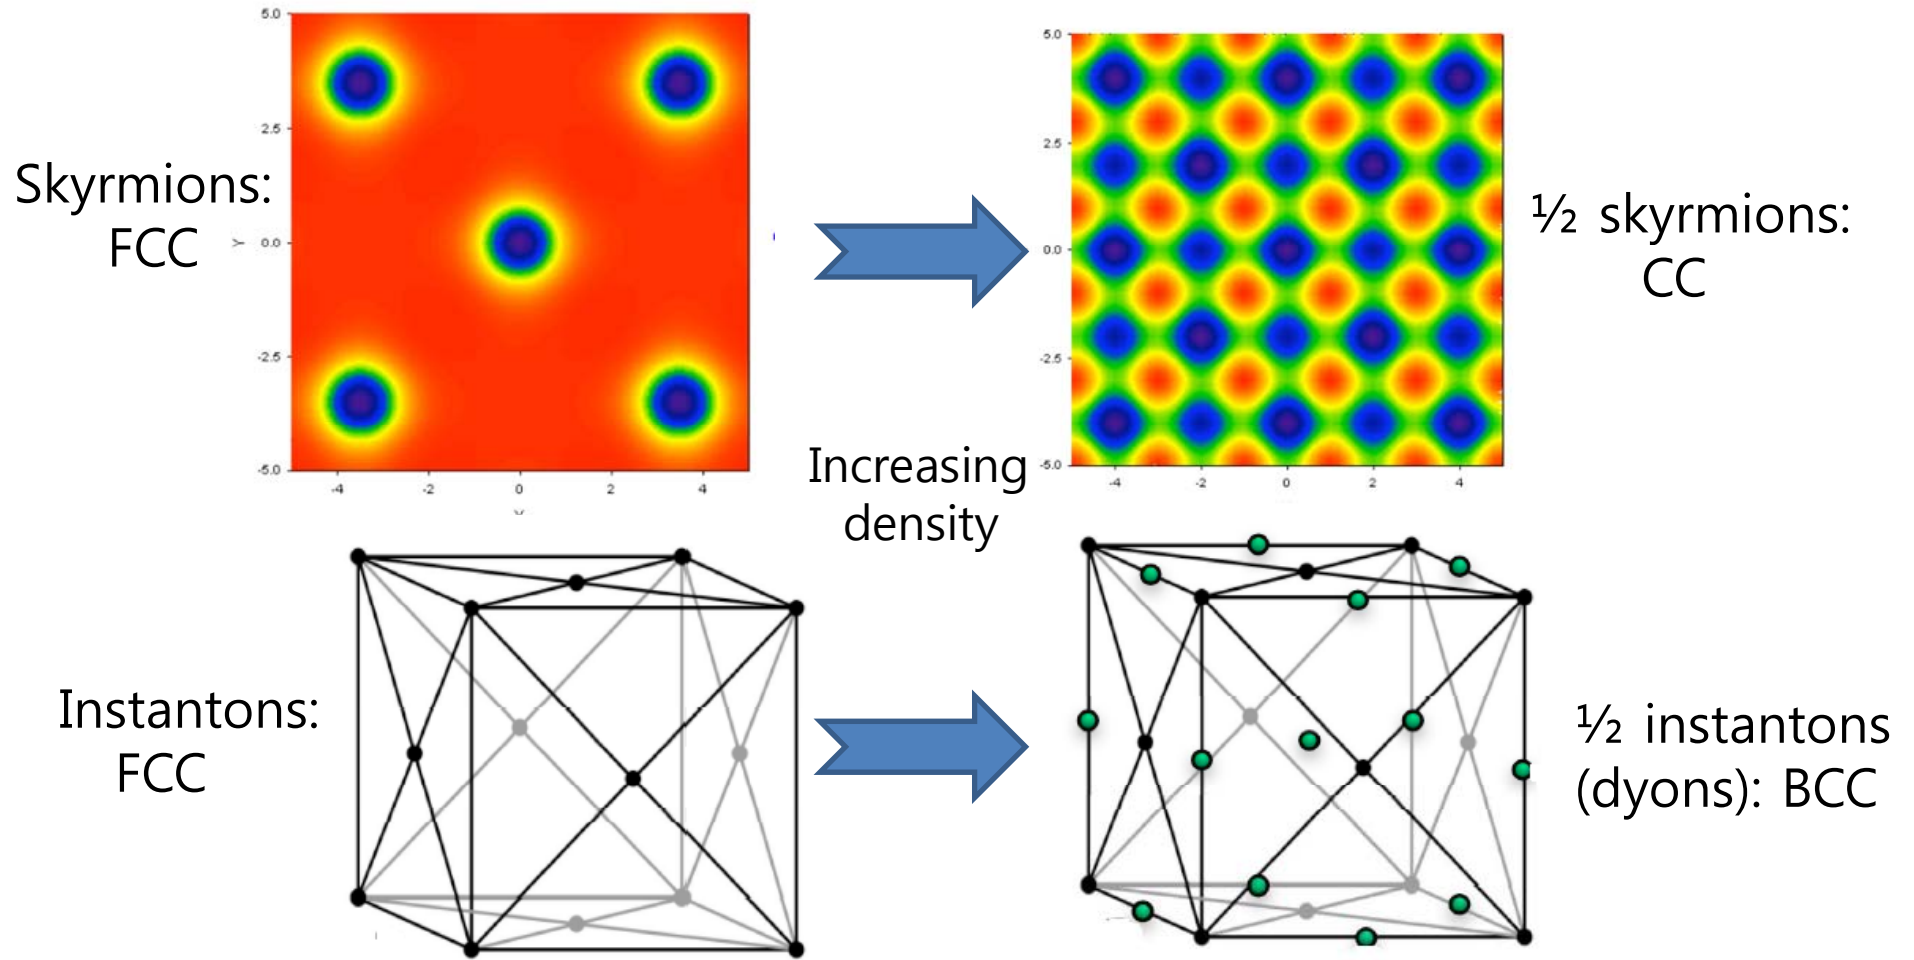 5.0
2.5
0.0
-2.5
-5.0
Y
-4 -2 0 2 4
Skyrmions:
FCC
5.0
2.5
0.0
-2.5
-5.0
-4 -2 0 2 4
½ skyrmions:
CC
Increasing
density
Instantons:
FCC
½ instantons
(dyons): BCC